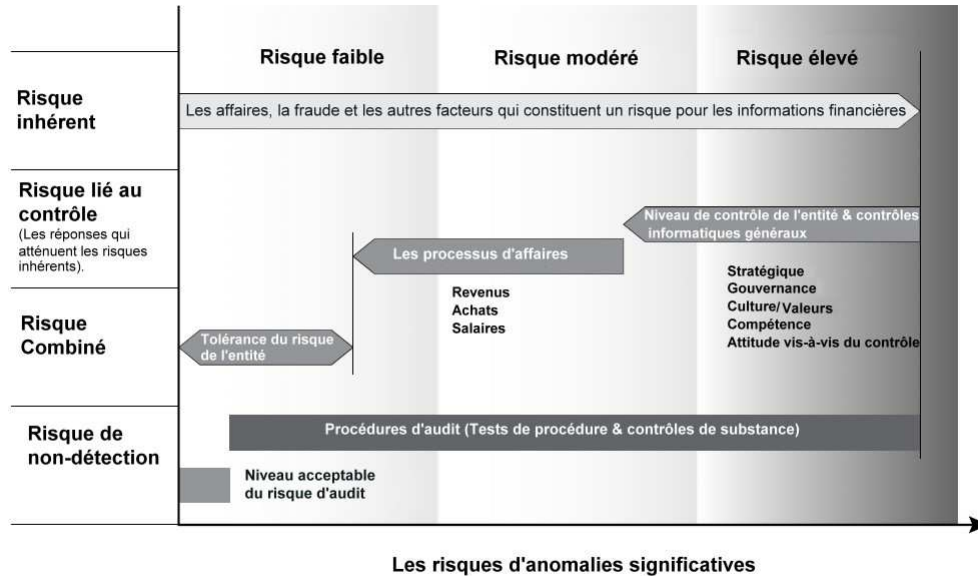 Risque faible
Risque modéré
Risque élevé
Risque
inhérent
Les affaires, la fraude et les autres facteurs qui constituent un risque pour les informations financières
Risque lié au
contrôle
(Les réponses qui
atténuent les risques
inhérents).
Niveau de contrôle de l'entité & contrôles
informatiques généraux
Les processus d'affaires
Stratégique
Gouvernance
Culture/Valeurs
Compétence
Attitude vis-à-vis du contrôle
Revenus
Achats
Salaires
Risque
Combiné
Tolérance du risque
de l'entité
Risque de
non-détection
Procédures d'audit (Tests de procédure & contrôles de substance)
Niveau acceptable
du risque d'audit
Les risques d'anomalies significatives